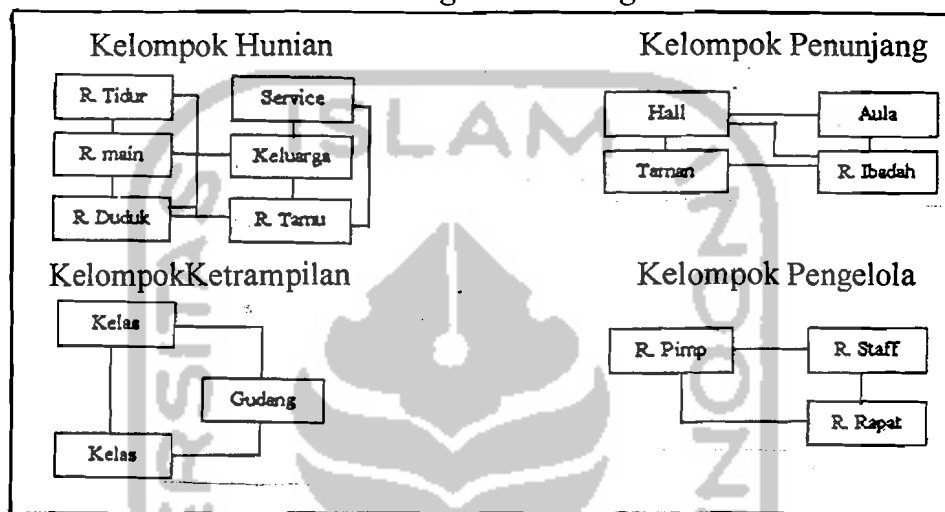 Kelompok Hunian
R. Tidur
Service
R. main
Keluarga
R. Duduk
R. Tamu
Kelompok Penunjang
Hall
Aula
Taman
R. Ibadah
KelompokKetrampilan
Kelas
Gudang
Kelas
Kelompok Pengelola
R. Pimp
R. Staff
R. Rapat
ISLAM